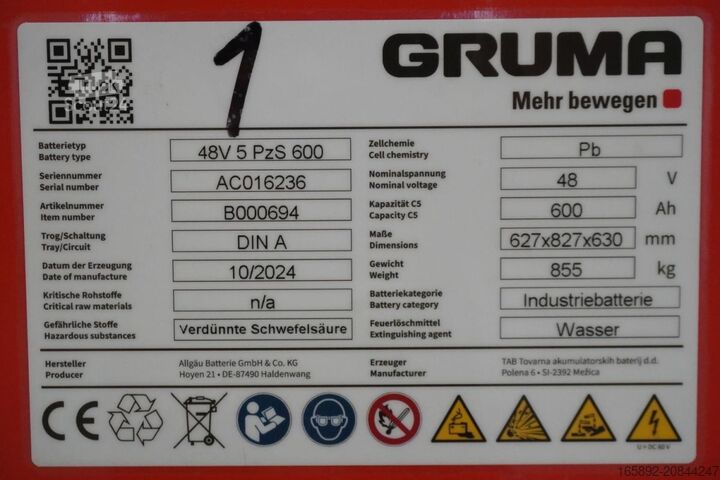 1
GRUMA
Mehr bewegen
Batterietyp
Battery type
48V 5 PzS 600
Seriennummer
Serial number
AC016236
Artikelnummer
Item number
B000694
Trog/Schaltung
Tray/Circuit
DIN A
Datum der Erzeugung
Date of manufacture
10/2024
Kritische Rohstoffe
Critical raw materials
n/a
Gefährliche Stoffe
Hazardous substances
Verdünnte Schwefelsäure
Zellchemie
Cell chemistry
Pb
Nominalspannung
Nominal voltage
48 V
Kapazität C5
Capacity C5
600 Ah
Maße
Dimensions
627x827x630 mm
Gewicht
Weight
855 kg
Batteriekategorie
Battery category
Industriebatterie
Feuerlöschmittel
Extinguishing agent
Wasser
Hersteller
Producer
Allgäu Batterie GmbH & Co. KG
Hoyen 21 • DE-87490 Haldenwang
Erzeuger
Manufacturer
TAB Tovarna akumulatorskih baterij d.d.
Polena 6 • SI-2392 Mežica
CE
Pb
U > DC 60 V
165892-20844247